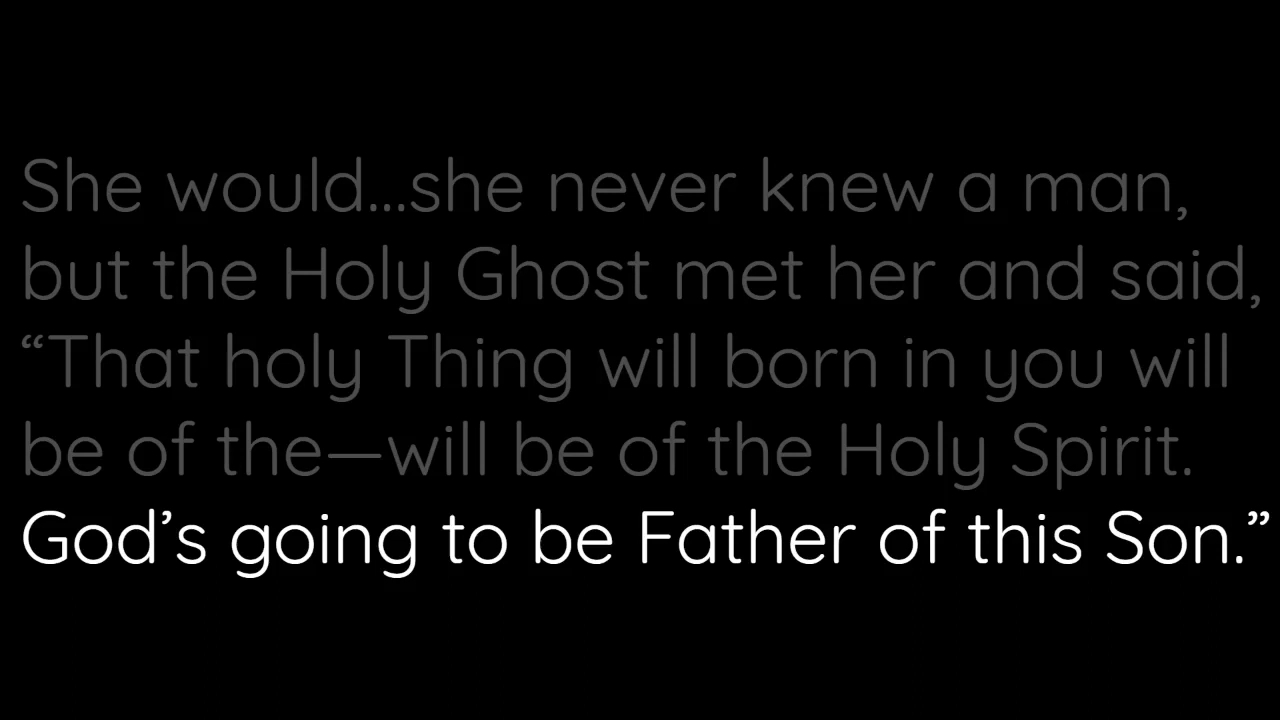 She would...she never knew a man,
but the Holy Ghost met her and said,
“That holy Thing will born in you will
be of the—will be of the Holy Spirit.
God’s going to be Father of this Son.”